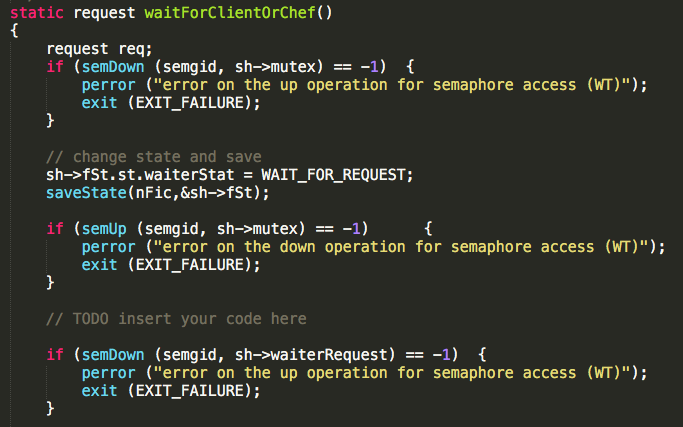 static request waitForClientOrChef()
{
    request req;
    if (semDown (semgid, sh->mutex) == -1)  {
        perror ("error on the up operation for semaphore access (WT)");
        exit (EXIT_FAILURE);
    }

    // change state and save
    sh->fSt.st.waiterStat = WAIT_FOR_REQUEST;
    saveState(nFic,&sh->fSt);

    if (semUp (semgid, sh->mutex) == -1)      {
        perror ("error on the down operation for semaphore access (WT)");
        exit (EXIT_FAILURE);
    }

    // TODO insert your code here

    if (semDown (semgid, sh->waiterRequest) == -1)  {
        perror ("error on the up operation for semaphore access (WT)");
        exit (EXIT_FAILURE);
    }